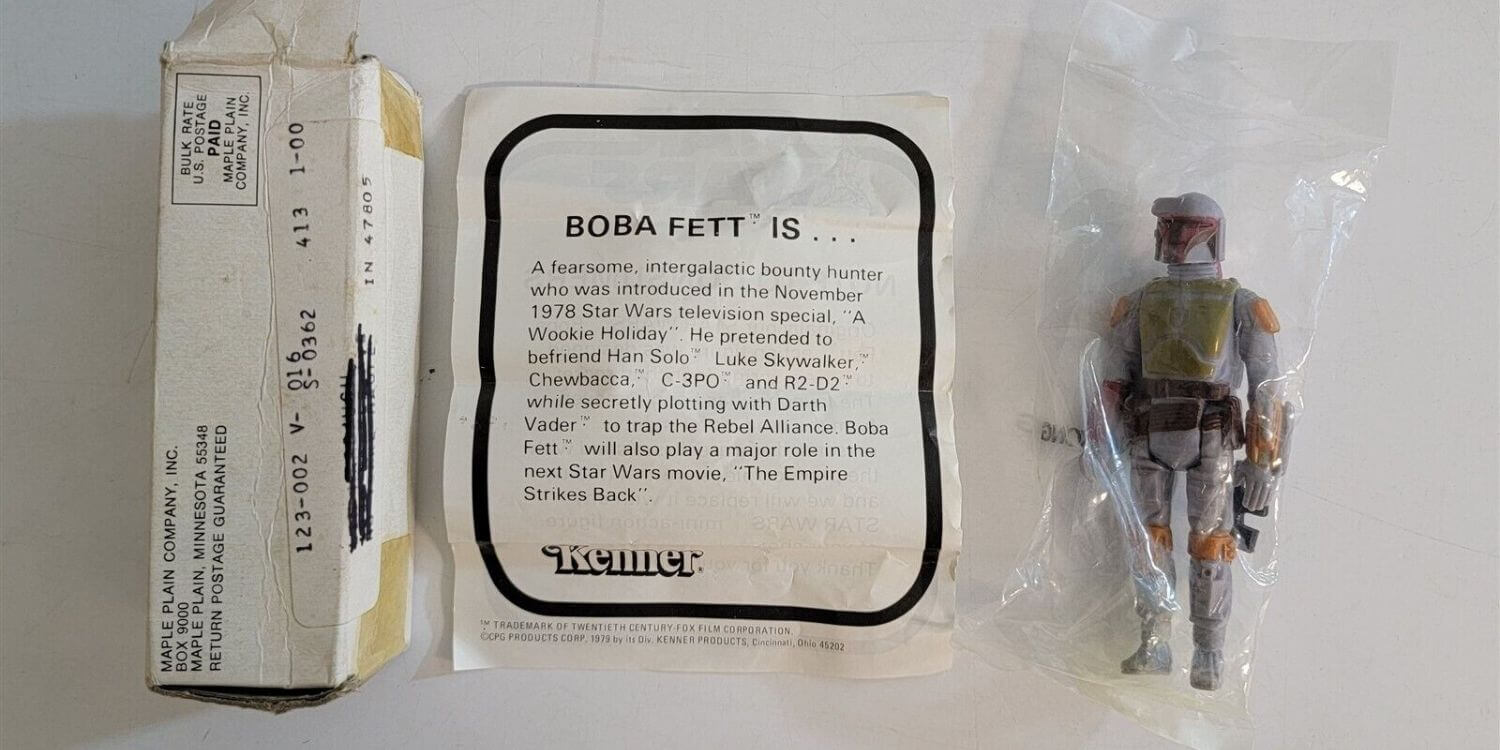 BULK RATE
U.S. POSTAGE
PAID
MAPLE PLAIN
COMPANY, INC.
MAPLE PLAIN COMPANY, INC.
BOX 9000
MAPLE PLAIN, MINNESOTA 55348
RETURN POSTAGE GUARANTEED
123-002 V- 016 413 1-00
S-0362
IN 47805
BOBA FETT™ IS ...
A fearsome, intergalactic bounty hunter
who was introduced in the November
1978 Star Wars television special, "A
Wookie Holiday". He pretended to
befriend Han Solo™ Luke Skywalker,™
Chewbacca,™ C-3PO™ and R2-D2™
while secretly plotting with Darth
Vader™ to trap the Rebel Alliance. Boba
Fett™ will also play a major role in the
next Star Wars movie, "The Empire
Strikes Back".
Kenner®
™ TRADEMARK OF TWENTIETH CENTURY-FOX FILM CORPORATION.
©CPG PRODUCTS CORP. 1979 by its Div. KENNER PRODUCTS, Cincinnati, Ohio 45202